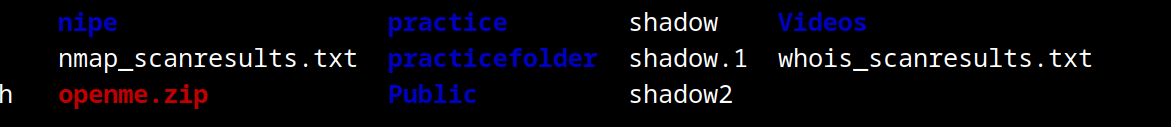 nipe practice shadow Videos
nmap_scanresults.txt practicefolder shadow.1 whois_scanresults.txt
h openme.zip Public shadow2